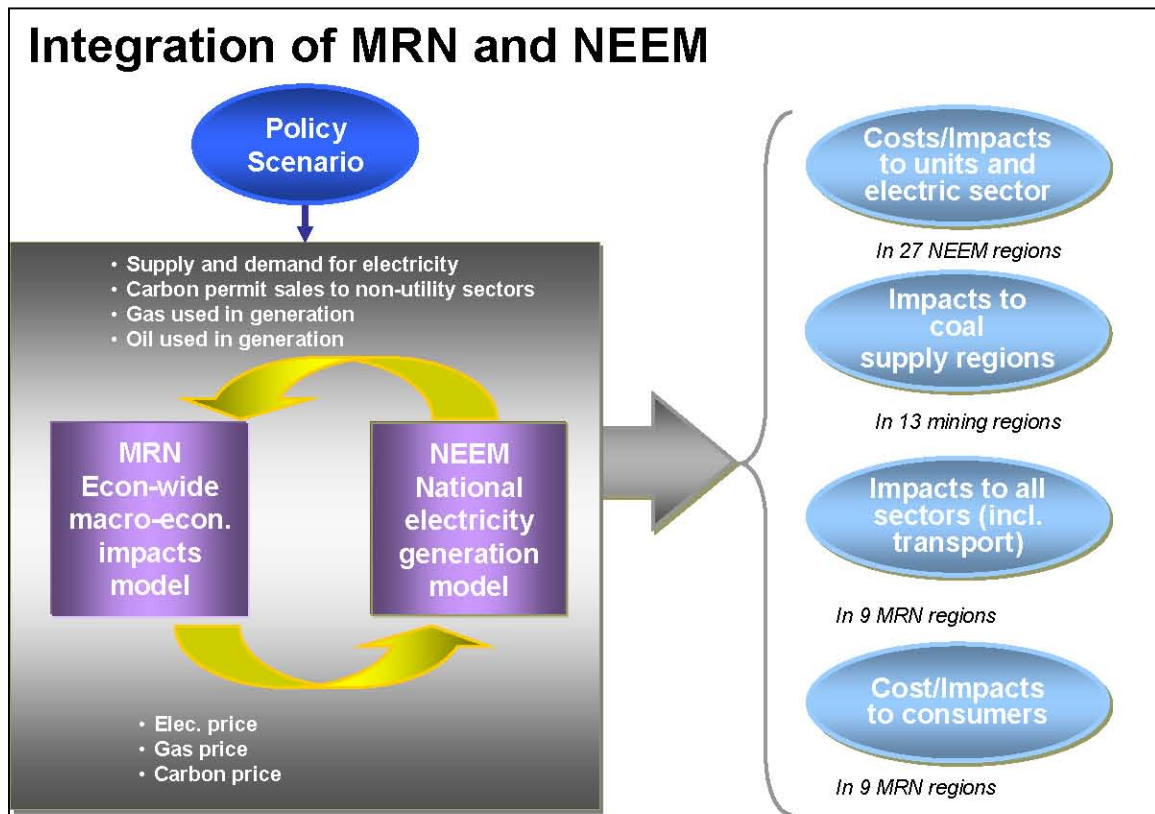 Integration of MRN and NEEM
Policy
Scenario
• Supply and demand for electricity
• Carbon permit sales to non-utility sectors
• Gas used in generation
• Oil used in generation
MRN
Econ-wide
macro-econ.
impacts
model
NEEM
National
electricity
generation
model
• Elec. price
• Gas price
• Carbon price
Costs/Impacts
to units and
electric sector
In 27 NEEM regions
Impacts to
coal
supply regions
In 13 mining regions
Impacts to all
sectors (incl.
transport)
In 9 MRN regions
Cost/Impacts
to consumers
In 9 MRN regions